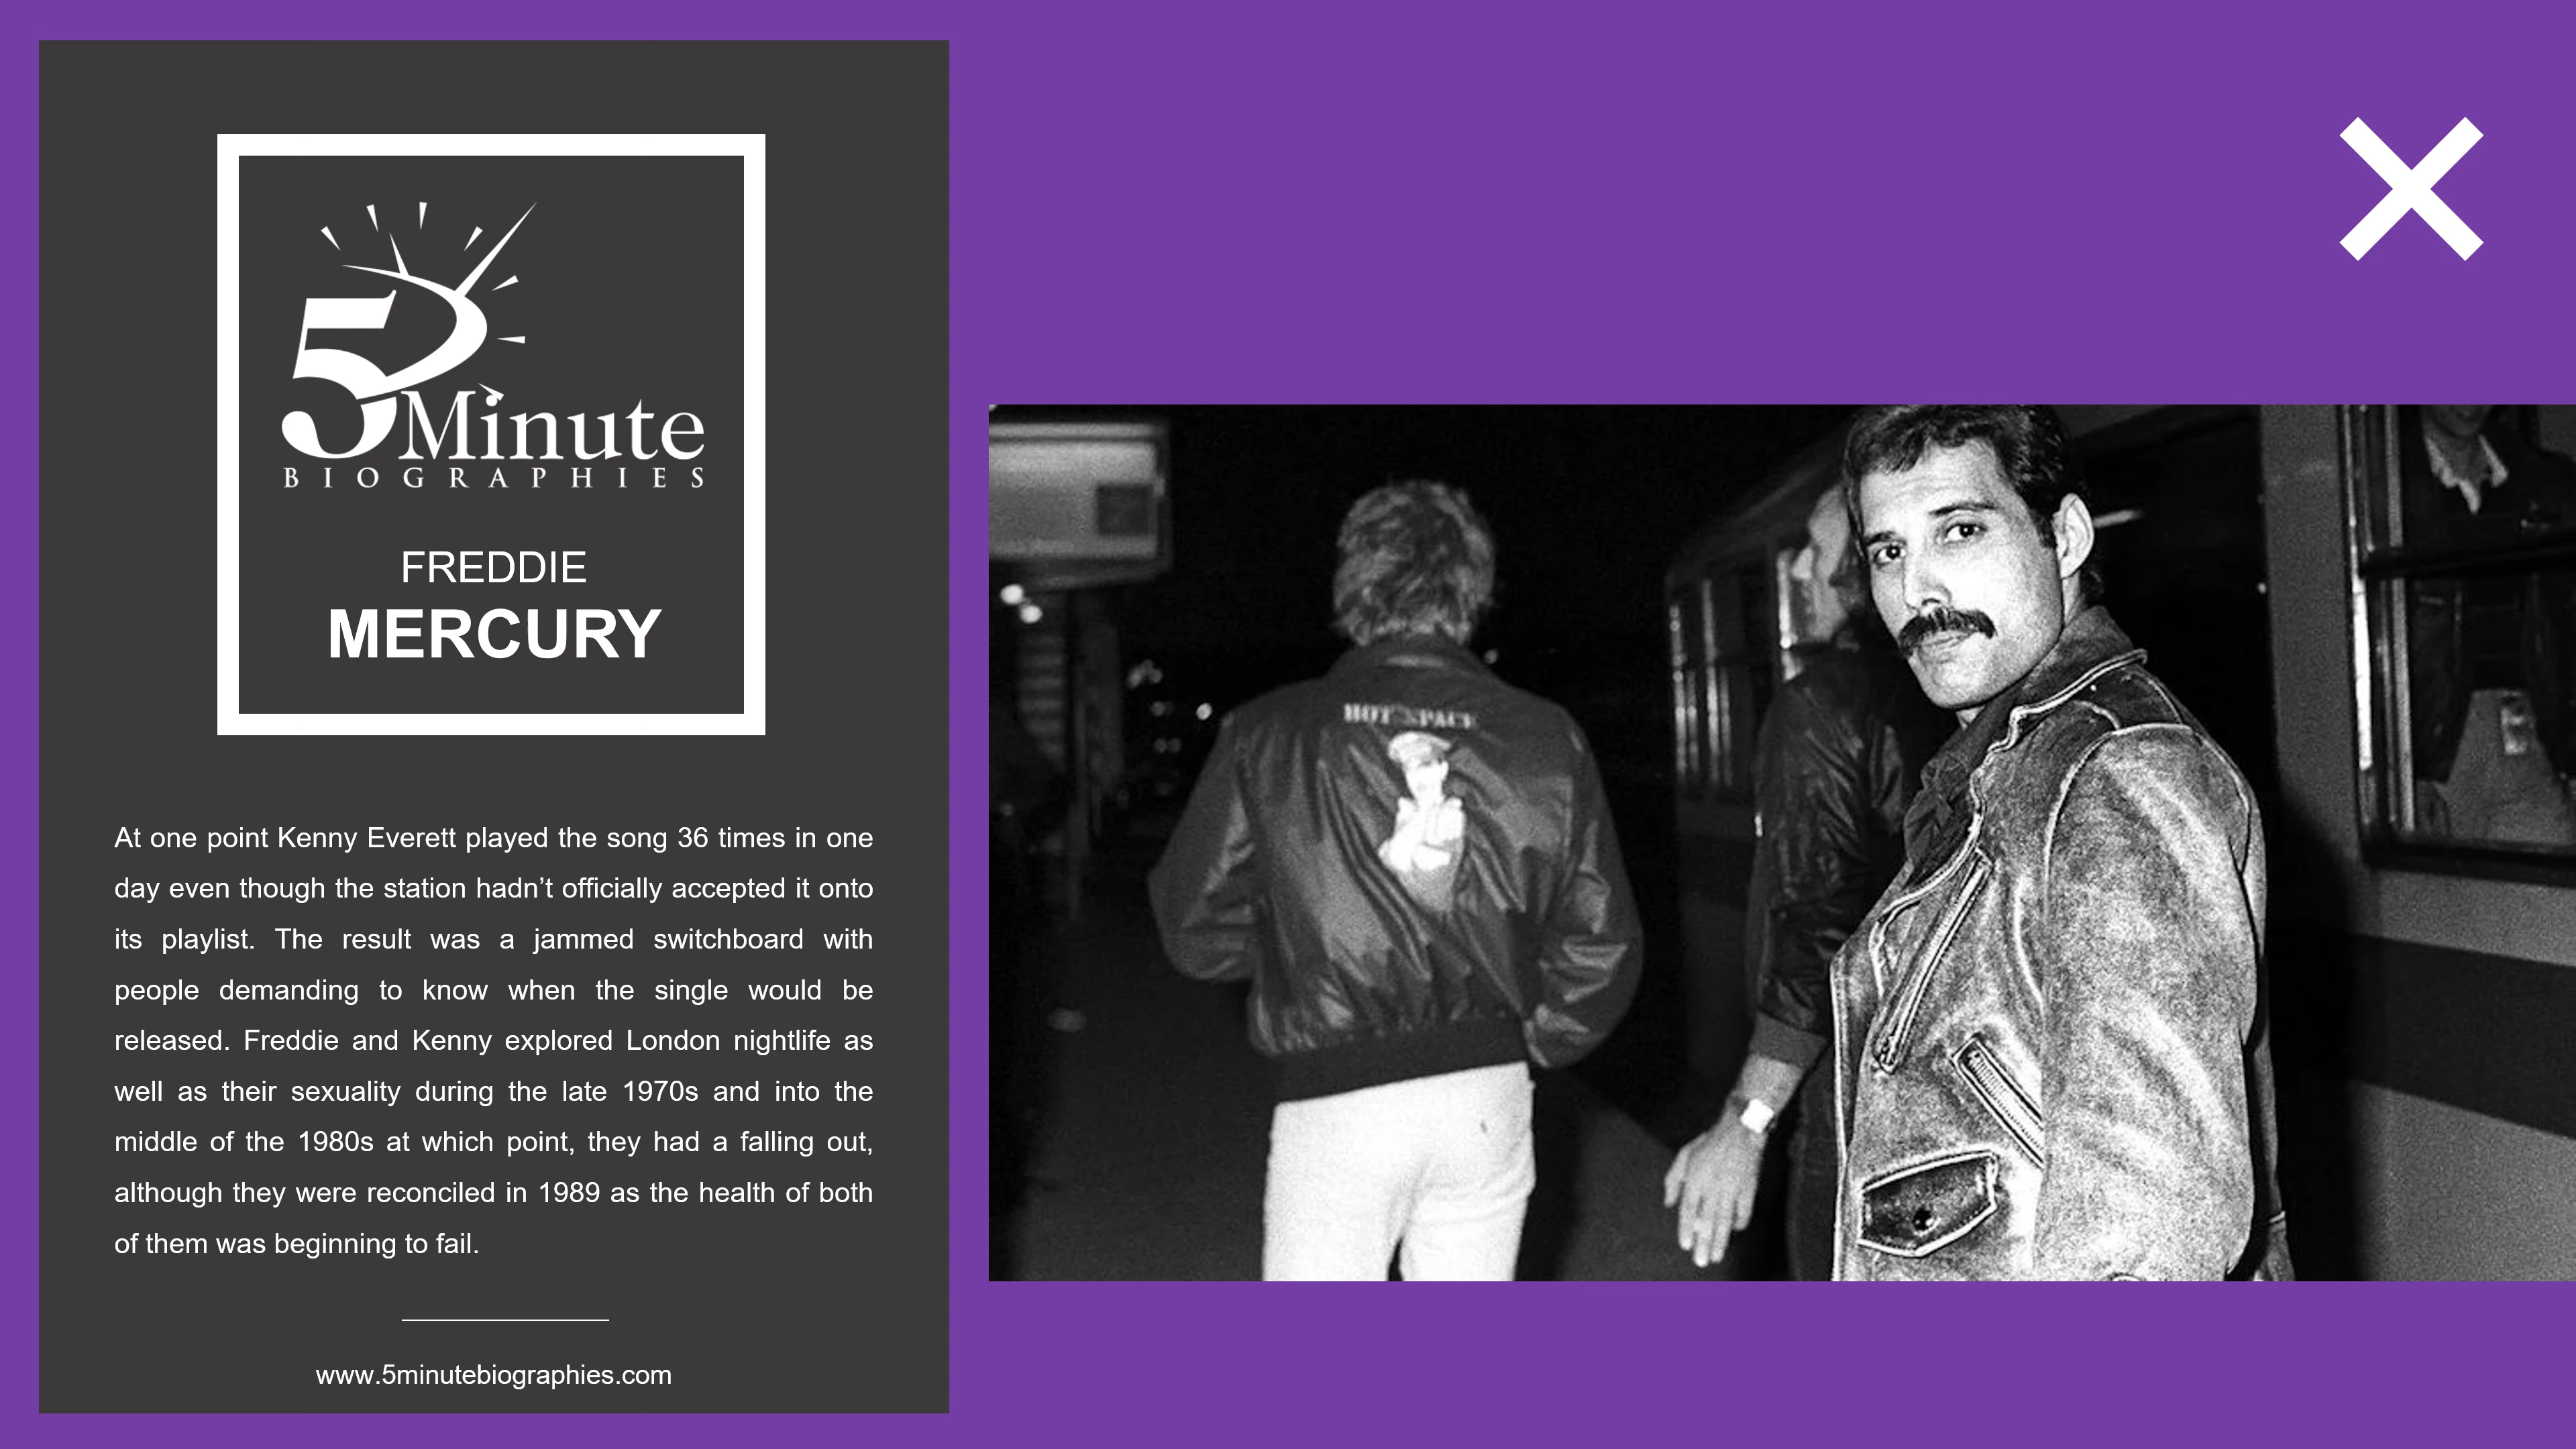 5 Minute
BIOGRAPHIES
FREDDIE
MERCURY
At one point Kenny Everett played the song 36 times in one
day even though the station hadn’t officially accepted it onto
its playlist. The result was a jammed switchboard with
people demanding to know when the single would be
released. Freddie and Kenny explored London nightlife as
well as their sexuality during the late 1970s and into the
middle of the 1980s at which point, they had a falling out,
although they were reconciled in 1989 as the health of both
of them was beginning to fail.
www.5minutebiographies.com
HOT SPACE